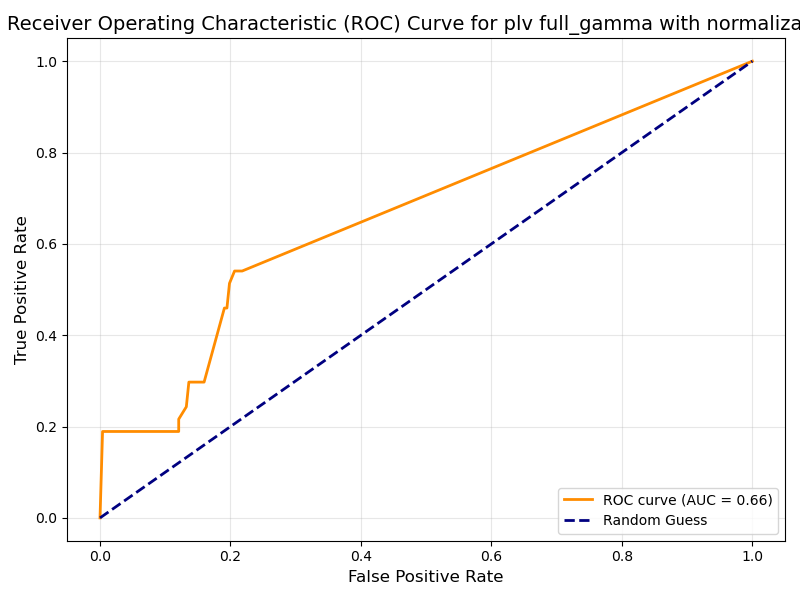 Receiver Operating Characteristic (ROC) Curve for plv full_gamma with normaliza
1.0
0.8
0.6
0.4
0.2
0.0
True Positive Rate
0.0 0.2 0.4 0.6 0.8 1.0
False Positive Rate
ROC curve (AUC = 0.66)
Random Guess